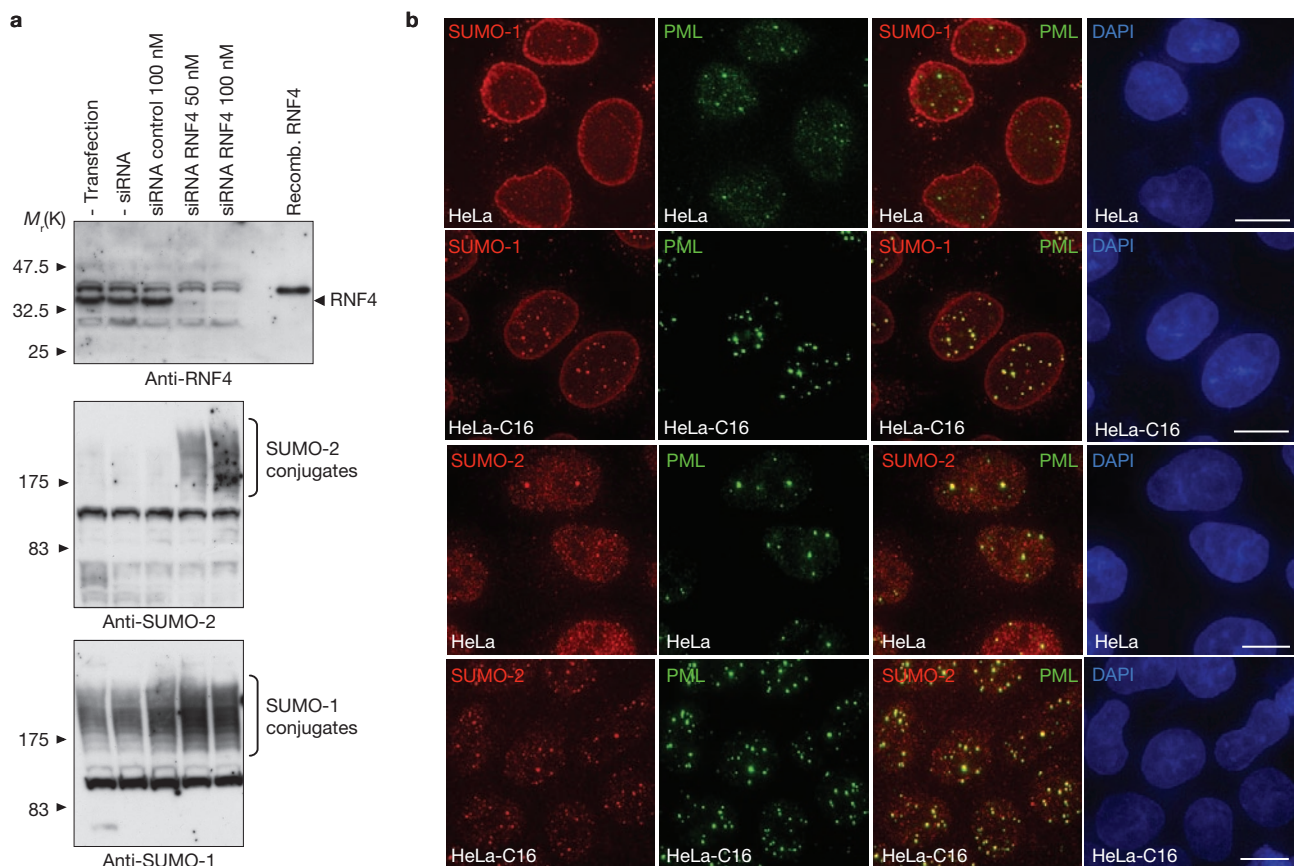 a
- Transfection
- siRNA
siRNA control 100 nM
siRNA RNF4 50 nM
siRNA RNF4 100 nM
Recomb. RNF4
Mr(K)
47.5
32.5
25
RNF4
Anti-RNF4
175
83
SUMO-2
conjugates
Anti-SUMO-2
175
83
SUMO-1
conjugates
Anti-SUMO-1
b
SUMO-1 PML SUMO-1 PML DAPI
HeLa HeLa HeLa HeLa
SUMO-1 PML SUMO-1 PML DAPI
HeLa-C16 HeLa-C16 HeLa-C16 HeLa-C16
SUMO-2 PML SUMO-2 PML DAPI
HeLa HeLa HeLa HeLa
SUMO-2 PML SUMO-2 PML DAPI
HeLa-C16 HeLa-C16 HeLa-C16 HeLa-C16